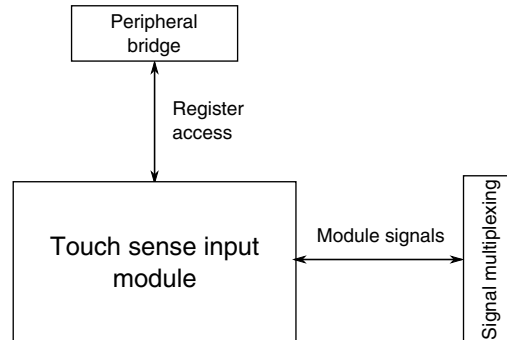 Peripheral
bridge
Register
access
Touch sense input
module
Module signals
Signal multiplexing